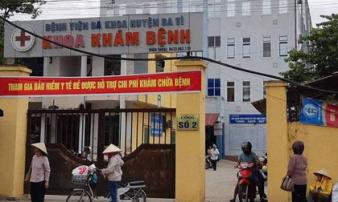 BỆNH VIỆN ĐA KHOA HUYỆN BA VÌ
KHOA KHÁM BỆNH
THAM GIA BẢO HIỂM Y TẾ ĐỂ ĐƯỢC HỖ TRỢ CHI PHÍ KHÁM CHỮA BỆNH
CỔNG
SỐ 2